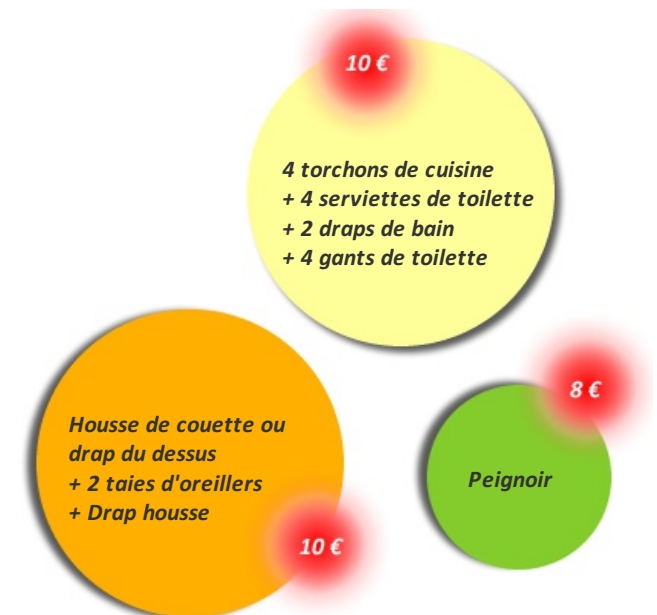 10 €
4 torchons de cuisine
+ 4 serviettes de toilette
+ 2 draps de bain
+ 4 gants de toilette
Housse de couette ou
drap du dessus
+ 2 taies d'oreillers
+ Drap housse
10 €
8 €
Peignoir